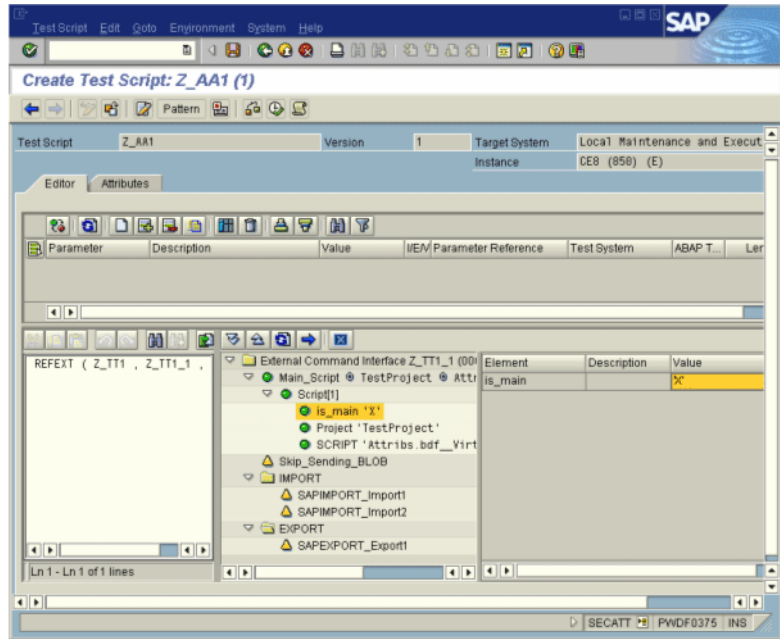 TestScript Edit Goto Environment System Help
SAP
Create Test Script: Z_AA1 (1)
Pattern
Test Script Z_AA1 Version 1 Target System Local Maintenance and Execut
Instance CE8 (850) (E)
Editor Attributes
Parameter Description Value I/E/V Parameter Reference Test System ABAP T... Ler
REFEXT ( Z_TT1 , Z_TT1_1 ,
External Command Interface Z_TT1_1 (00
Main_Script TestProject Attr
Script[1]
is_main 'X'
Project 'TestProject'
SCRIPT 'Attribs.bdf__Virt
Skip_Sending_BLOB
IMPORT
SAPIMPORT_Import1
SAPIMPORT_Import2
EXPORT
SAPEXPORT_Export1
Element Description Value
is_main 'X'
Ln 1 - Ln 1 of 1 lines
SECATT PWDF0375 INS